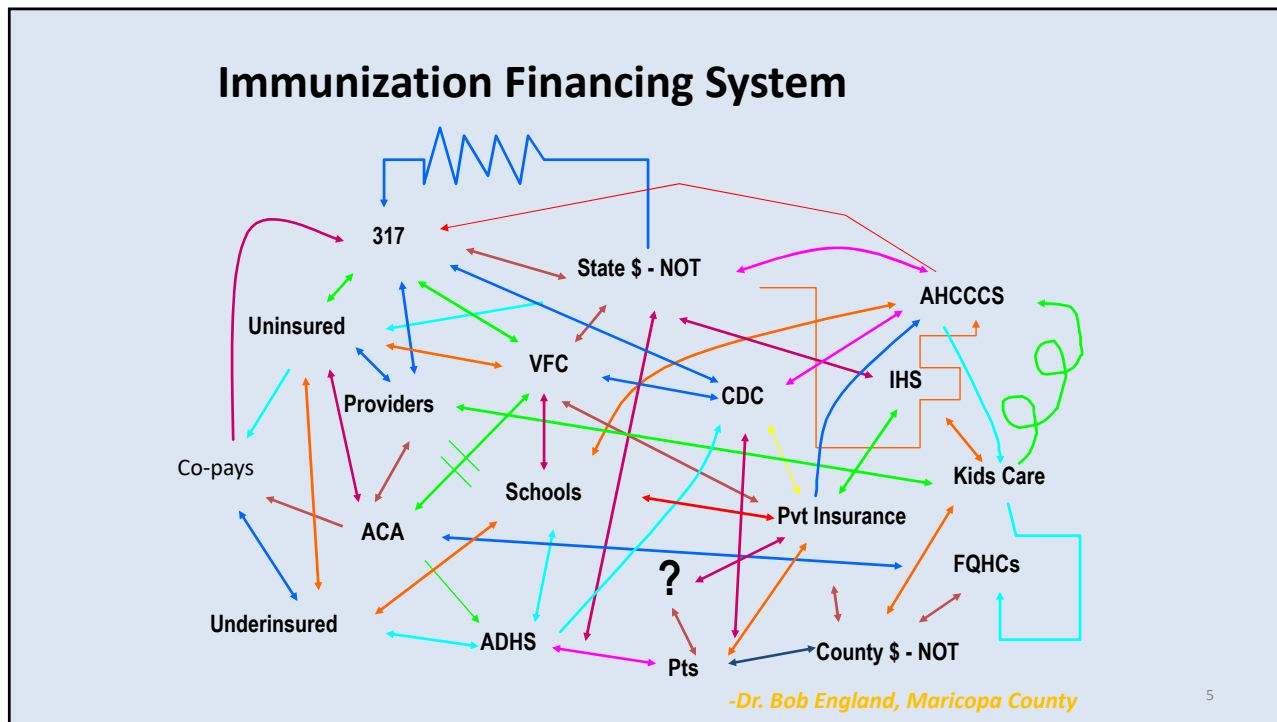 Immunization Financing System
317
State $ - NOT
AHCCCS
Uninsured
VFC
IHS
CDC
Providers
Co-pays
Kids Care
Schools
Pvt Insurance
ACA
FQHCs
?
Underinsured
ADHS
County $ - NOT
Pts
-Dr. Bob England, Maricopa County
5